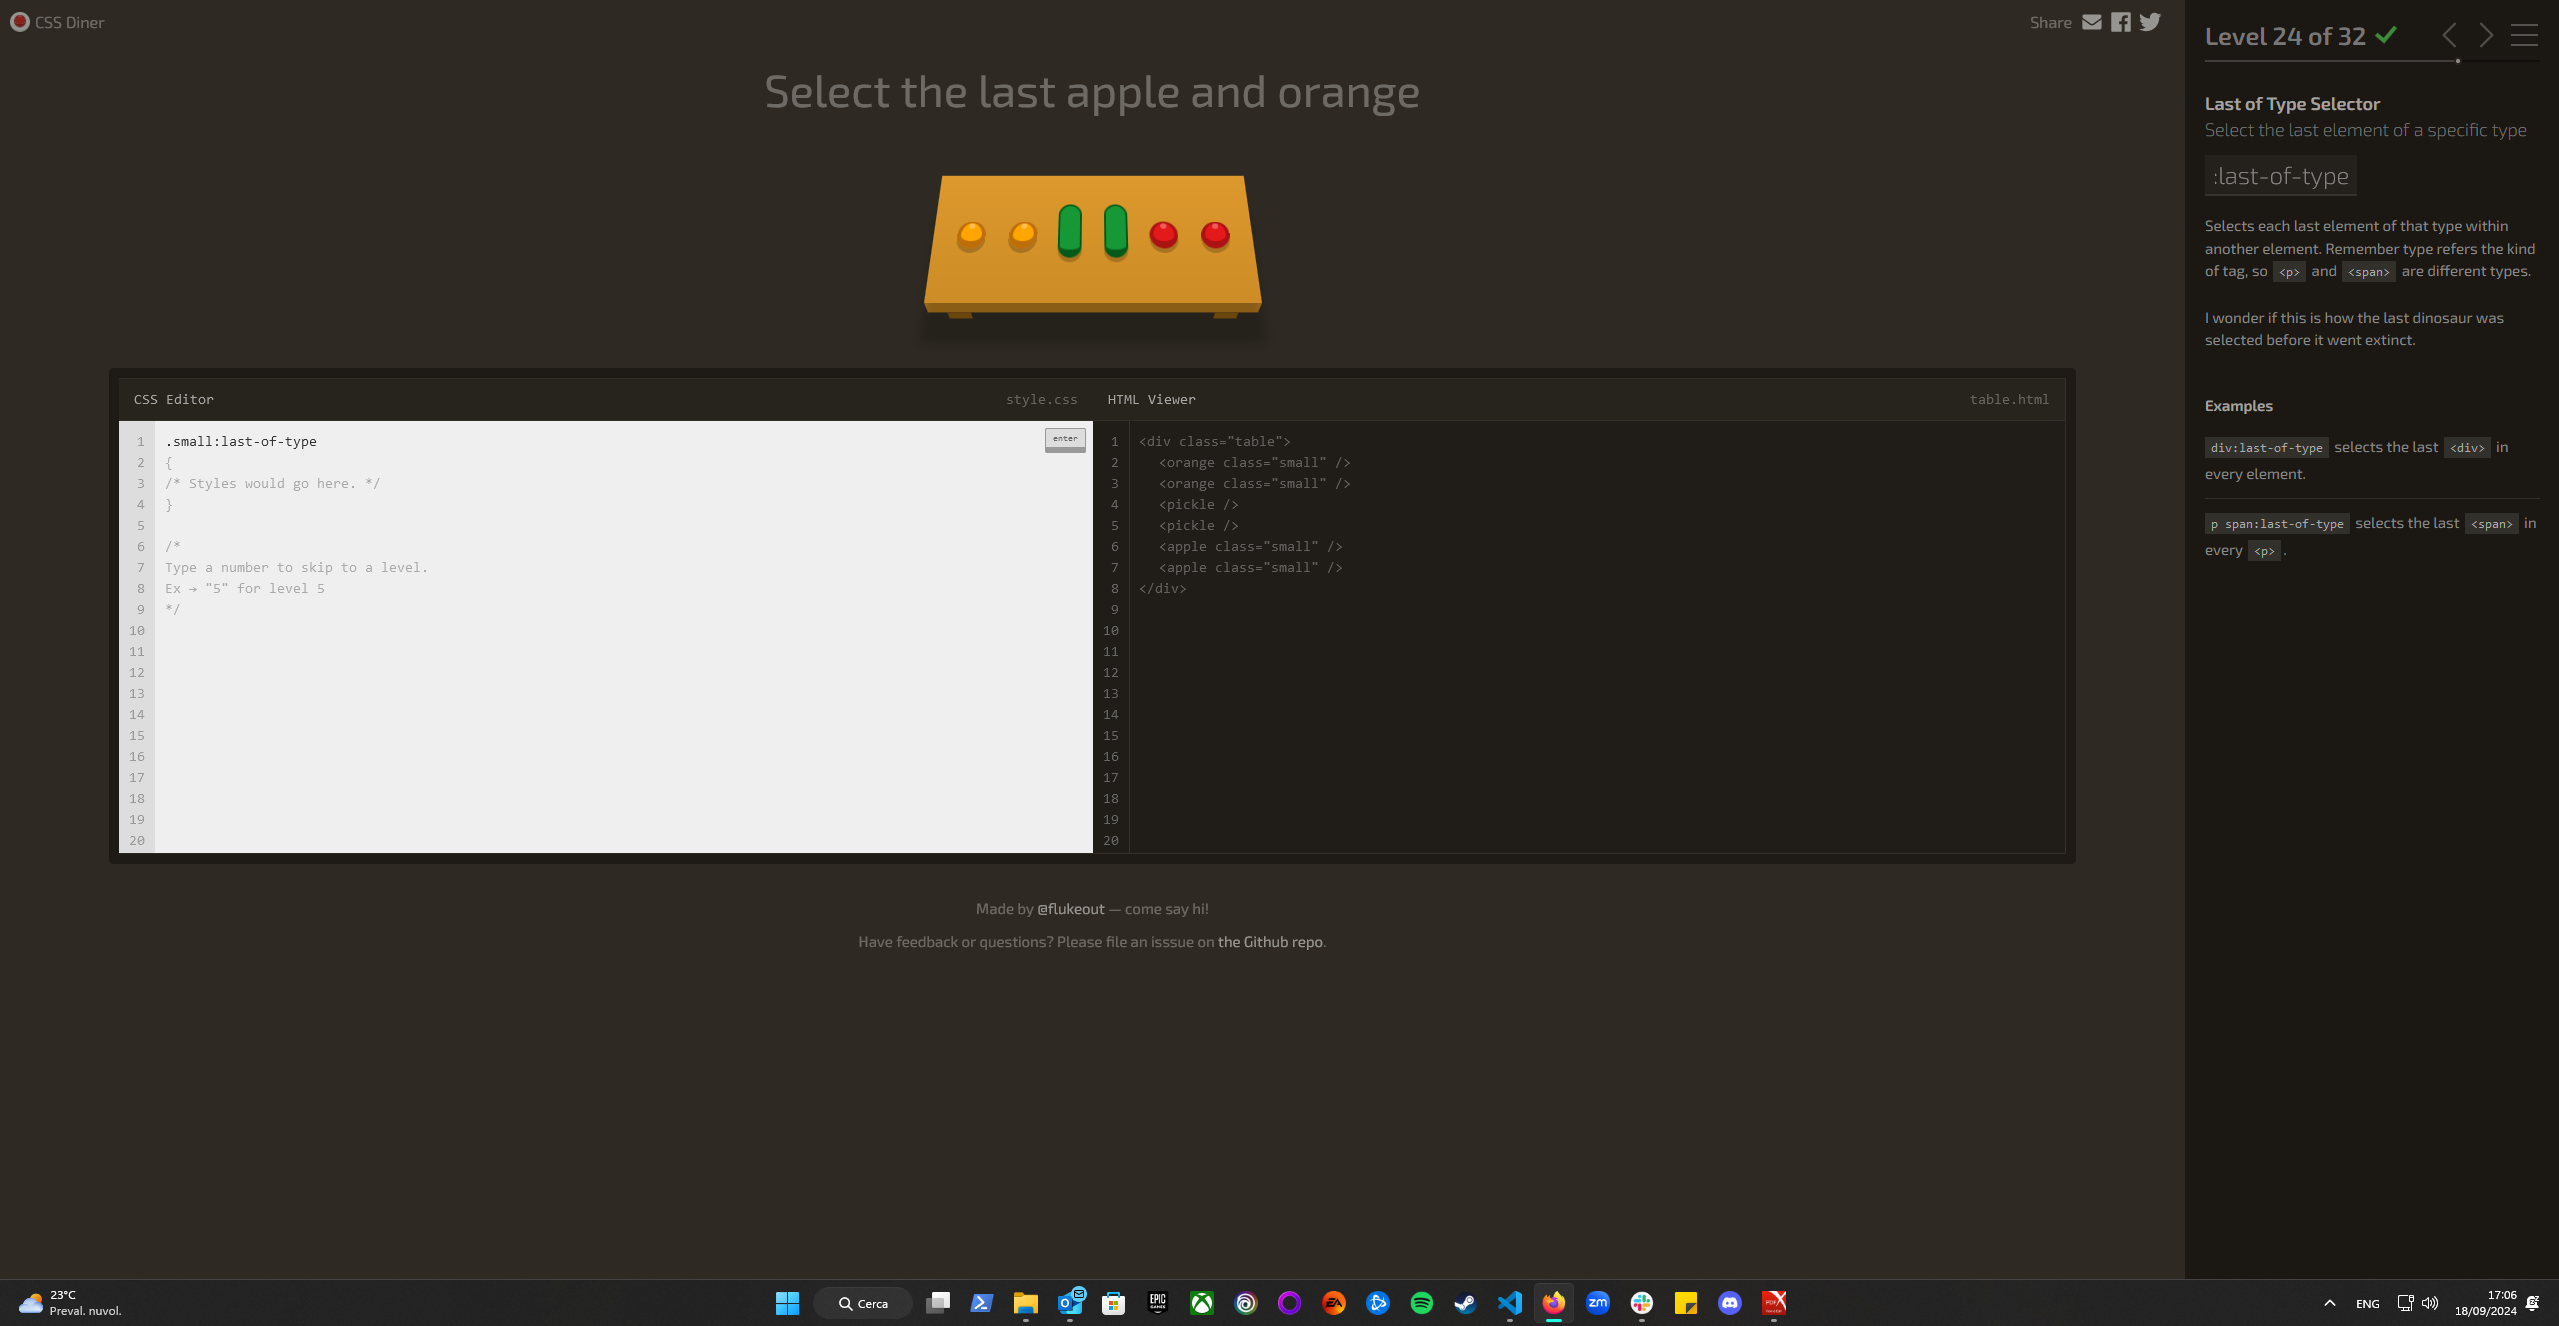 CSS Diner
Share
Select the last apple and orange
CSS Editor style.css
1 .small:last-of-type enter
2 {
3 /* Styles would go here. */
4 }
5
6 /*
7 Type a number to skip to a level.
8 Ex → "5" for level 5
9 */
10
11
12
13
14
15
16
17
18
19
20
HTML Viewer table.html
1 <div class="table">
2 <orange class="small" />
3 <orange class="small" />
4 <pickle />
5 <pickle />
6 <apple class="small" />
7 <apple class="small" />
8 </div>
9
10
11
12
13
14
15
16
17
18
19
20
Made by @flukeout — come say hi!
Have feedback or questions? Please file an isssue on the Github repo.
Level 24 of 32
Last of Type Selector
Select the last element of a specific type
:last-of-type
Selects each last element of that type within
another element. Remember type refers the kind
of tag, so <p> and <span> are different types.
I wonder if this is how the last dinosaur was
selected before it went extinct.
Examples
div:last-of-type selects the last <div> in
every element.
p span:last-of-type selects the last <span> in
every <p> .
23°C
Preval. nuvol.
Cerca
EPIC
GAMES
EA
zm
ENG
17:06
18/09/2024